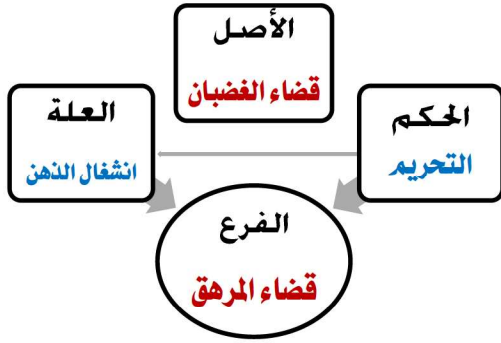 الأصل
قضاء الغضبان
الحكم
التحريم
العلة
انشغال الذهن
الفرع
قضاء المرهق